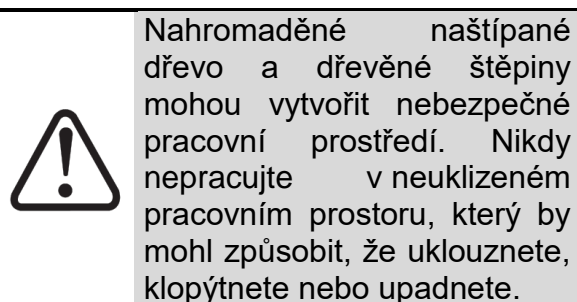 Nahromaděné naštípané
dřevo a dřevěné štěpiny
mohou vytvořit nebezpečné
pracovní prostředí. Nikdy
nepracujte v neuklizeném
pracovním prostoru, který by
mohl způsobit, že uklouznete,
klopýtnete nebo upadnete.